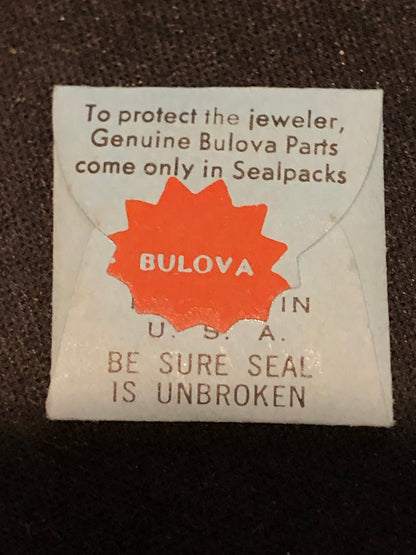 To protect the jeweler,
Genuine Bulova Parts
come only in Sealpacks
BULOVA
IN
U. S. A.
BE SURE SEAL
IS UNBROKEN